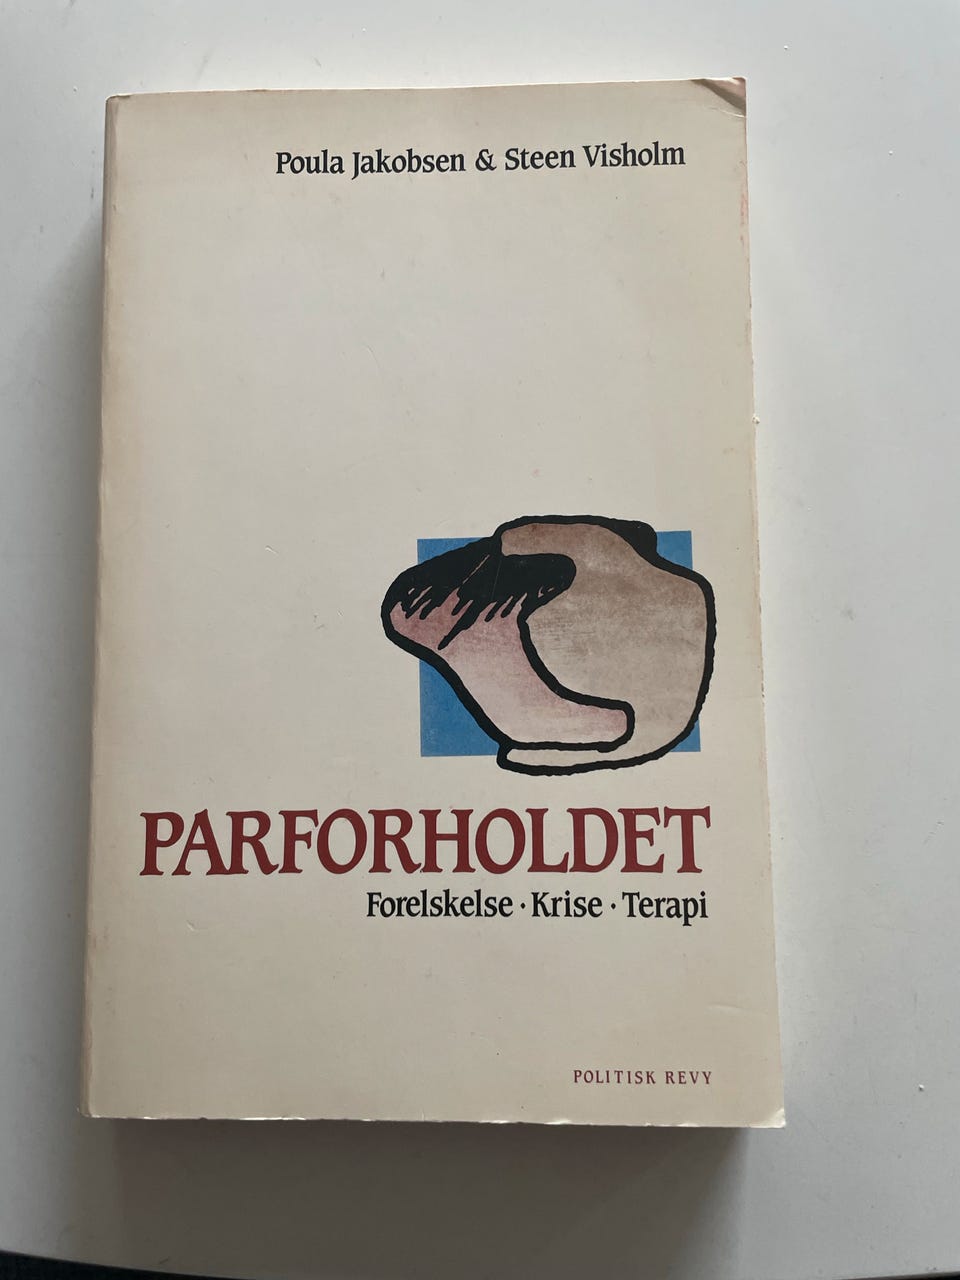 Poula Jakobsen & Steen Visholm
PARFORHOLDET
Forelskelse · Krise · Terapi
POLITISK REVY